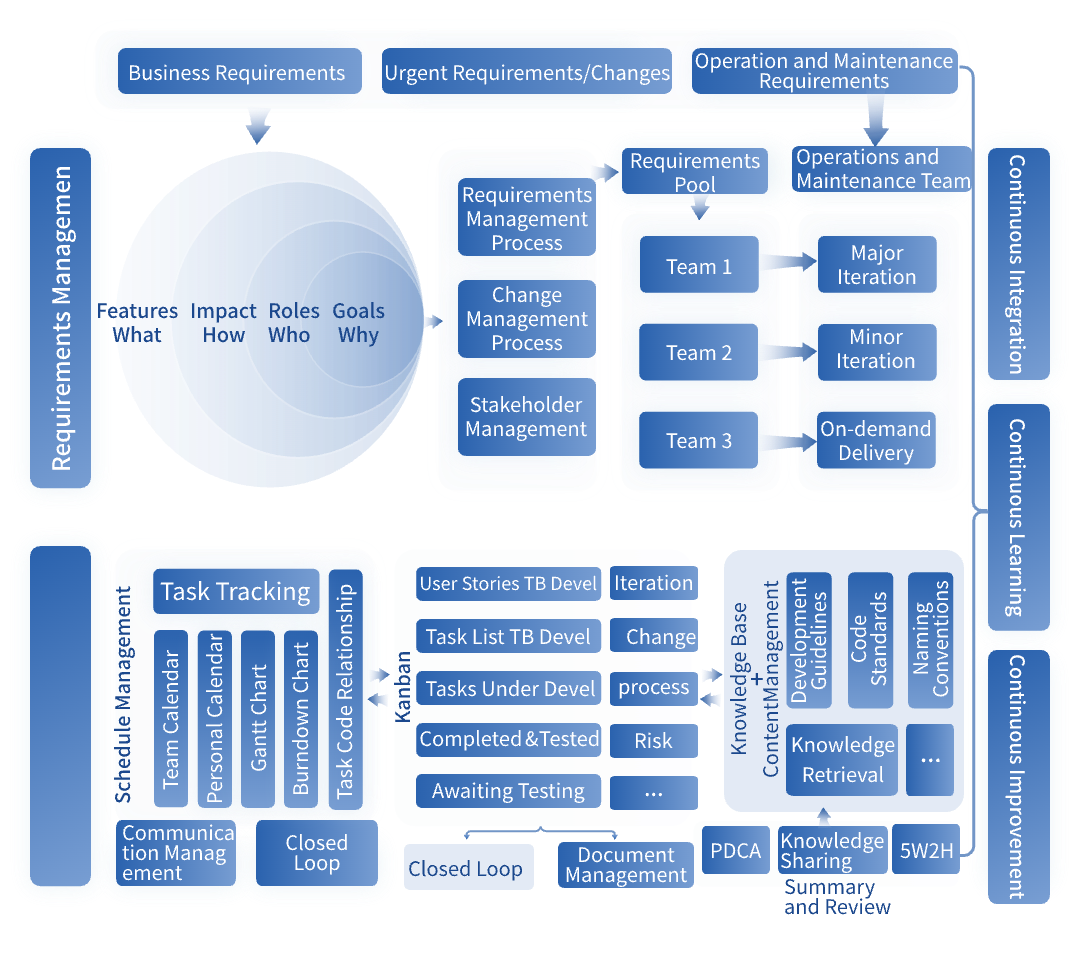 Business Requirements
Urgent Requirements/Changes
Operation and Maintenance
Requirements
Requirements Managemen
Features
What
Impact
How
Roles
Who
Goals
Why
Requirements
Management
Process
Change
Management
Process
Stakeholder
Management
Requirements
Pool
Operations and
Maintenance Team
Team 1
Major
Iteration
Team 2
Minor
Iteration
Team 3
On-demand
Delivery
Continuous Integration
Continuous Learning
Continuous Improvement
Schedule Management
Task Tracking
Team Calendar
Personal Calendar
Gantt Chart
Burndown Chart
Task Code Relationship
Communica
tion Manag
ement
Closed
Loop
Kanban
User Stories TB Devel
Iteration
Task List TB Devel
Change
Tasks Under Devel
process
Completed&Tested
Risk
Awaiting Testing
...
Closed Loop
Document
Management
Knowledge Base
+
ContentManagement
Development
Guidelines
Code
Standards
Naming
Conventions
Knowledge
Retrieval
...
PDCA
Knowledge
Sharing
5W2H
Summary
and Review